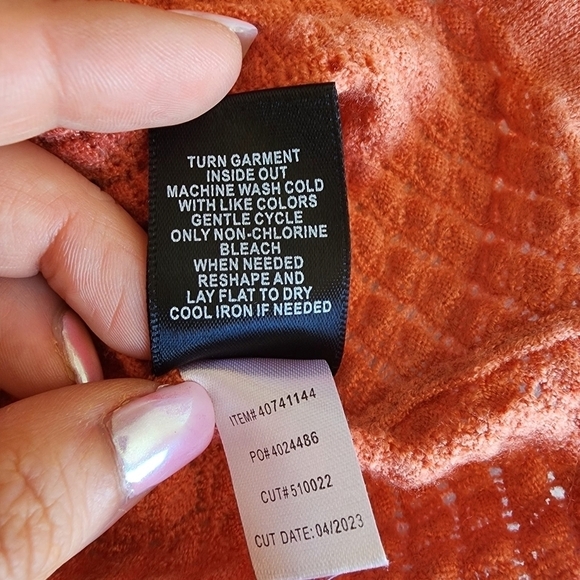 TURN GARMENT
INSIDE OUT
MACHINE WASH COLD
WITH LIKE COLORS
GENTLE CYCLE
ONLY NON-CHLORINE
BLEACH
WHEN NEEDED
RESHAPE AND
LAY FLAT TO DRY
COOL IRON IF NEEDED
ITEM# 40741144
PO# 4024486
CUT# 510022
CUT DATE: 04/2023